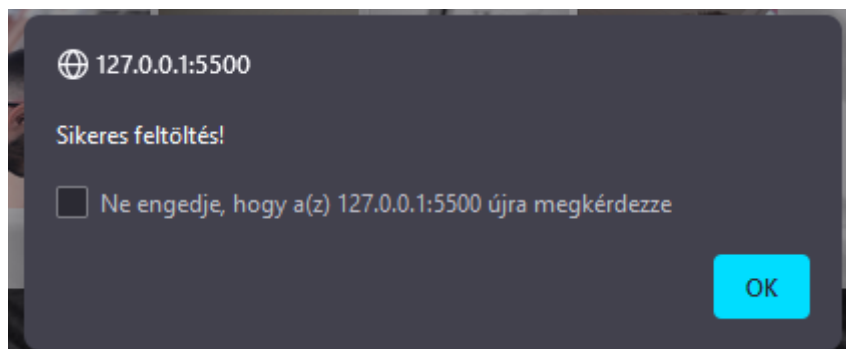 127.0.0.1:5500
Sikeres feltöltés!
Ne engedje, hogy a(z) 127.0.0.1:5500 újra megkérdezze
OK